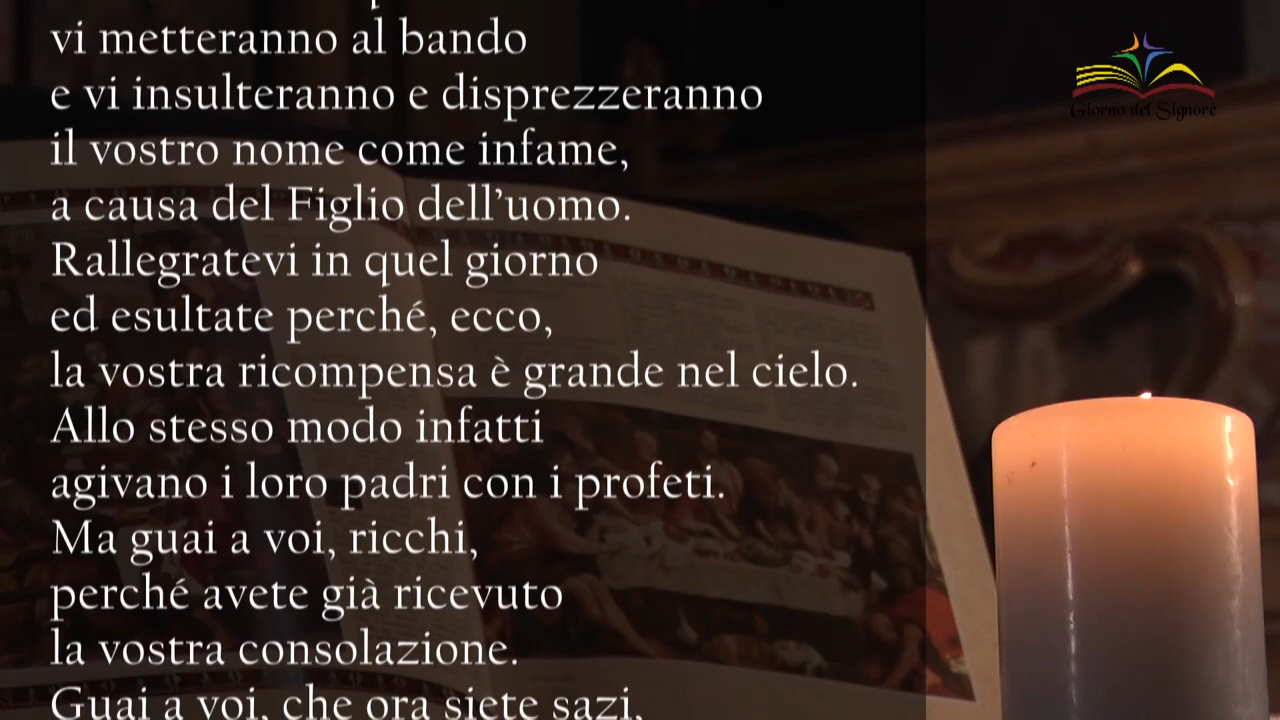 vi metteranno al bando
e vi insulteranno e disprezzeranno
il vostro nome come infame,
a causa del Figlio dell’uomo.
Rallegratevi in quel giorno
ed esultate perché, ecco,
la vostra ricompensa è grande nel cielo.
Allo stesso modo infatti
agivano i loro padri con i profeti.
Ma guai a voi, ricchi,
perché avete già ricevuto
la vostra consolazione.
Guai a voi, che ora siete sazi,
Giorno del Signore